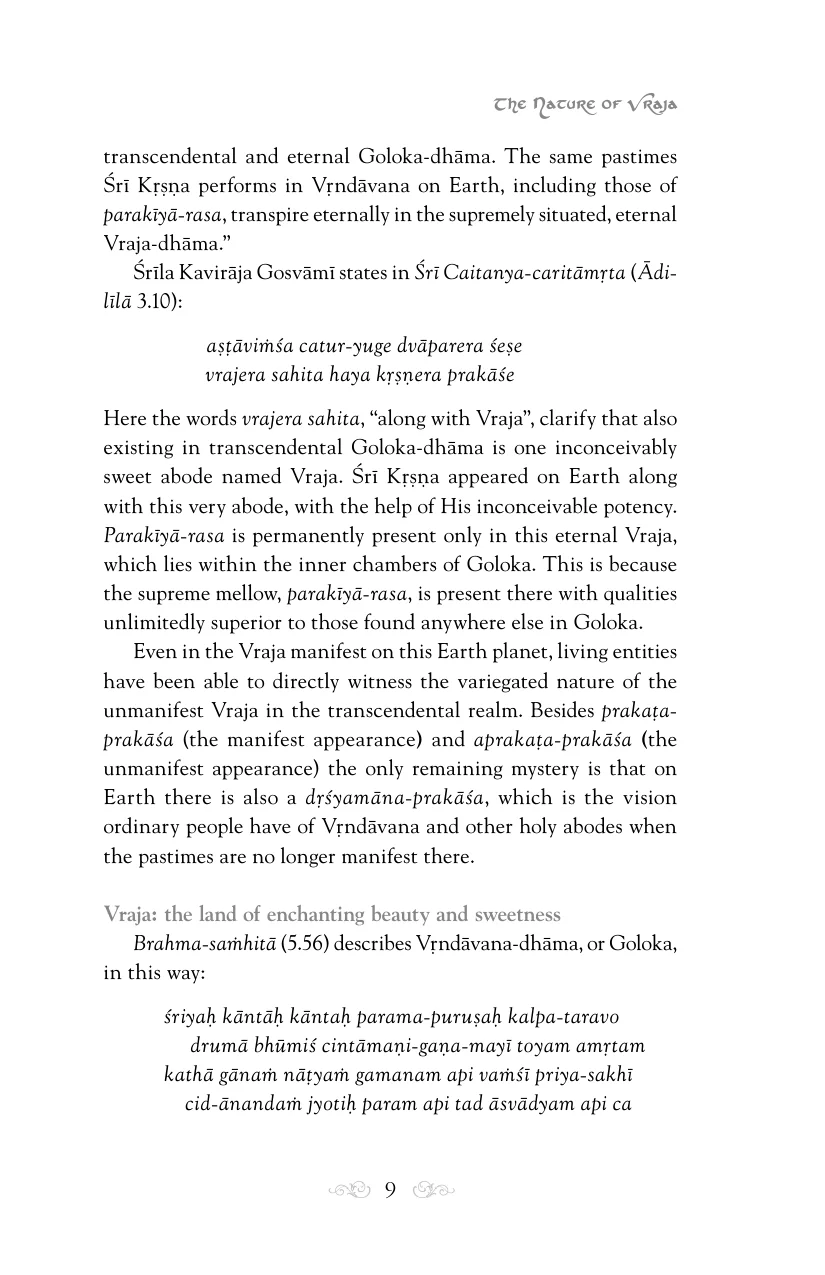 The Nature of Vraja
transcendental and eternal Goloka-dhāma. The same pastimes
Śrī Kṛṣṇa performs in Vṛndāvana on Earth, including those of
parakīyā-rasa, transpire eternally in the supremely situated, eternal
Vraja-dhāma.”
Śrīla Kavirāja Gosvāmī states in Śrī Caitanya-caritāmṛta (Ādi-
līlā 3.10):
aṣṭāviṁśa catur-yuge dvāparera śeṣe
vrajera sahita haya kṛṣṇera prakāśe
Here the words vrajera sahita, “along with Vraja”, clarify that also
existing in transcendental Goloka-dhāma is one inconceivably
sweet abode named Vraja. Śrī Kṛṣṇa appeared on Earth along
with this very abode, with the help of His inconceivable potency.
Parakīyā-rasa is permanently present only in this eternal Vraja,
which lies within the inner chambers of Goloka. This is because
the supreme mellow, parakīyā-rasa, is present there with qualities
unlimitedly superior to those found anywhere else in Goloka.
Even in the Vraja manifest on this Earth planet, living entities
have been able to directly witness the variegated nature of the
unmanifest Vraja in the transcendental realm. Besides prakaṭa-
prakāśa (the manifest appearance) and aprakaṭa-prakāśa (the
unmanifest appearance) the only remaining mystery is that on
Earth there is also a dṛśyamāna-prakāśa, which is the vision
ordinary people have of Vṛndāvana and other holy abodes when
the pastimes are no longer manifest there.
Vraja: the land of enchanting beauty and sweetness
Brahma-saṁhitā (5.56) describes Vṛndāvana-dhāma, or Goloka,
in this way:
śriyaḥ kāntāḥ kāntaḥ parama-puruṣaḥ kalpa-taravo
drumā bhūmiś cintāmaṇi-gaṇa-mayī toyam amṛtam
kathā gānaṁ nāṭyaṁ gamanam api vaṁśī priya-sakhī
cid-ānandaṁ jyotiḥ param api tad āsvādyam api ca
9